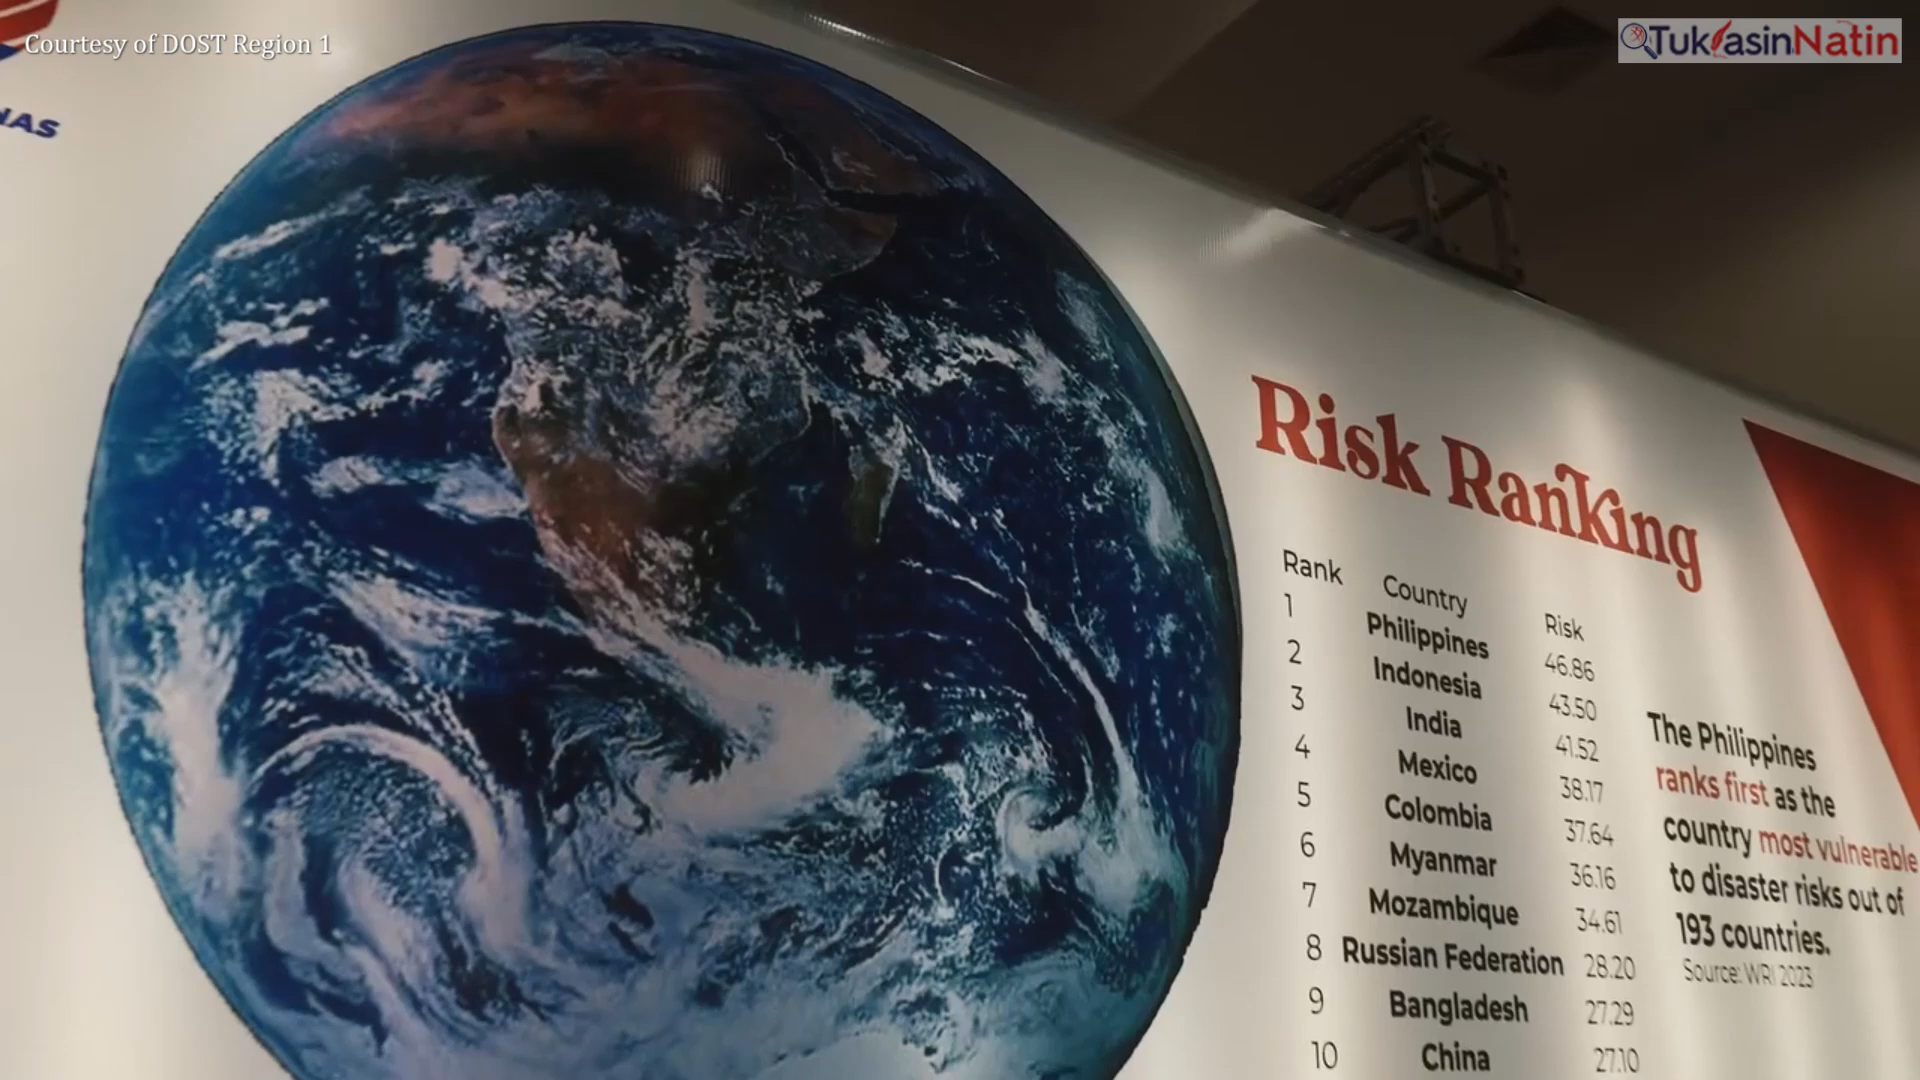 Courtesy of DOST Region 1
TuklasinNatin
NAS
Risk Ranking
Rank Country Risk
1 Philippines 46.86
2 Indonesia 43.50
3 India 41.52
4 Mexico 38.17
5 Colombia 37.64
6 Myanmar 36.16
7 Mozambique 34.61
8 Russian Federation 28.20
9 Bangladesh 27.29
10 China 27.10
The Philippines
ranks first as the
country most vulnerable
to disaster risks out of
193 countries.
Source: WRI 2023